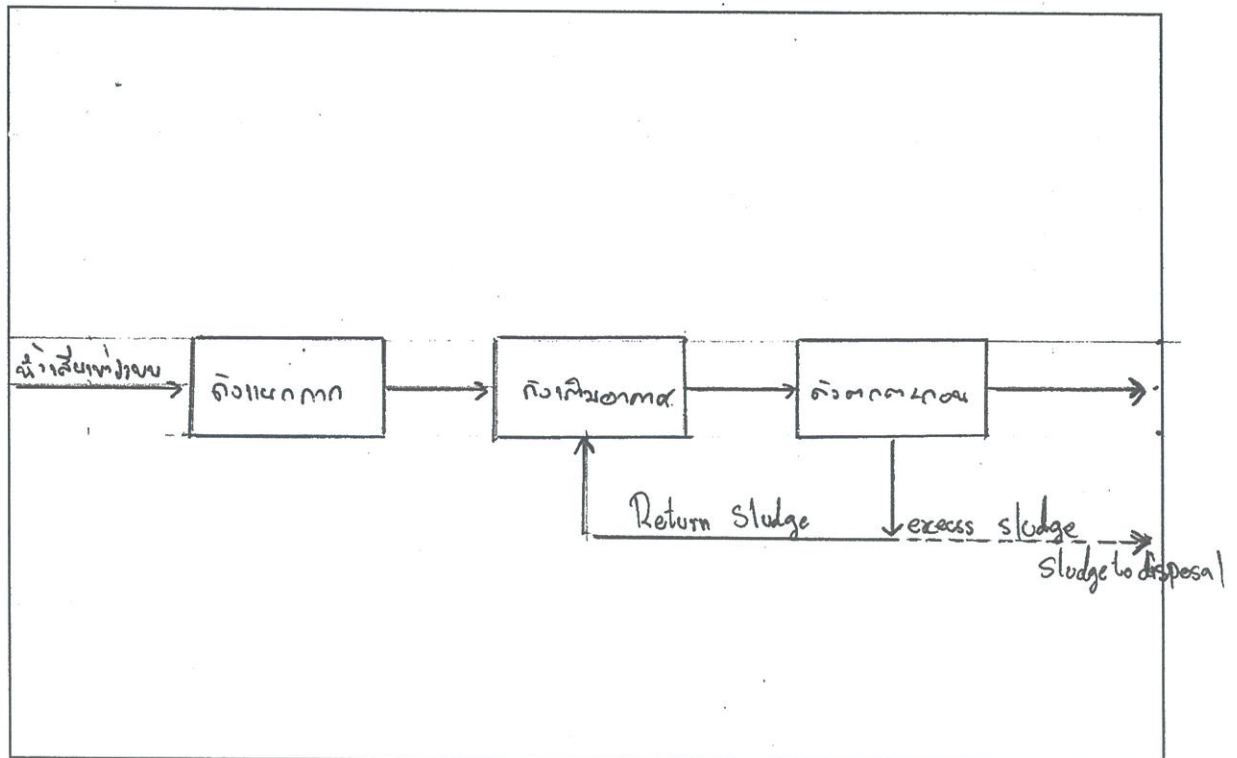 น้ำเสียเข้าระบบ
ถังแยกกาก
ถังเติมอากาศ
ถังตกตะกอน
Return Sludge
excess sludge
Sludge to disposal